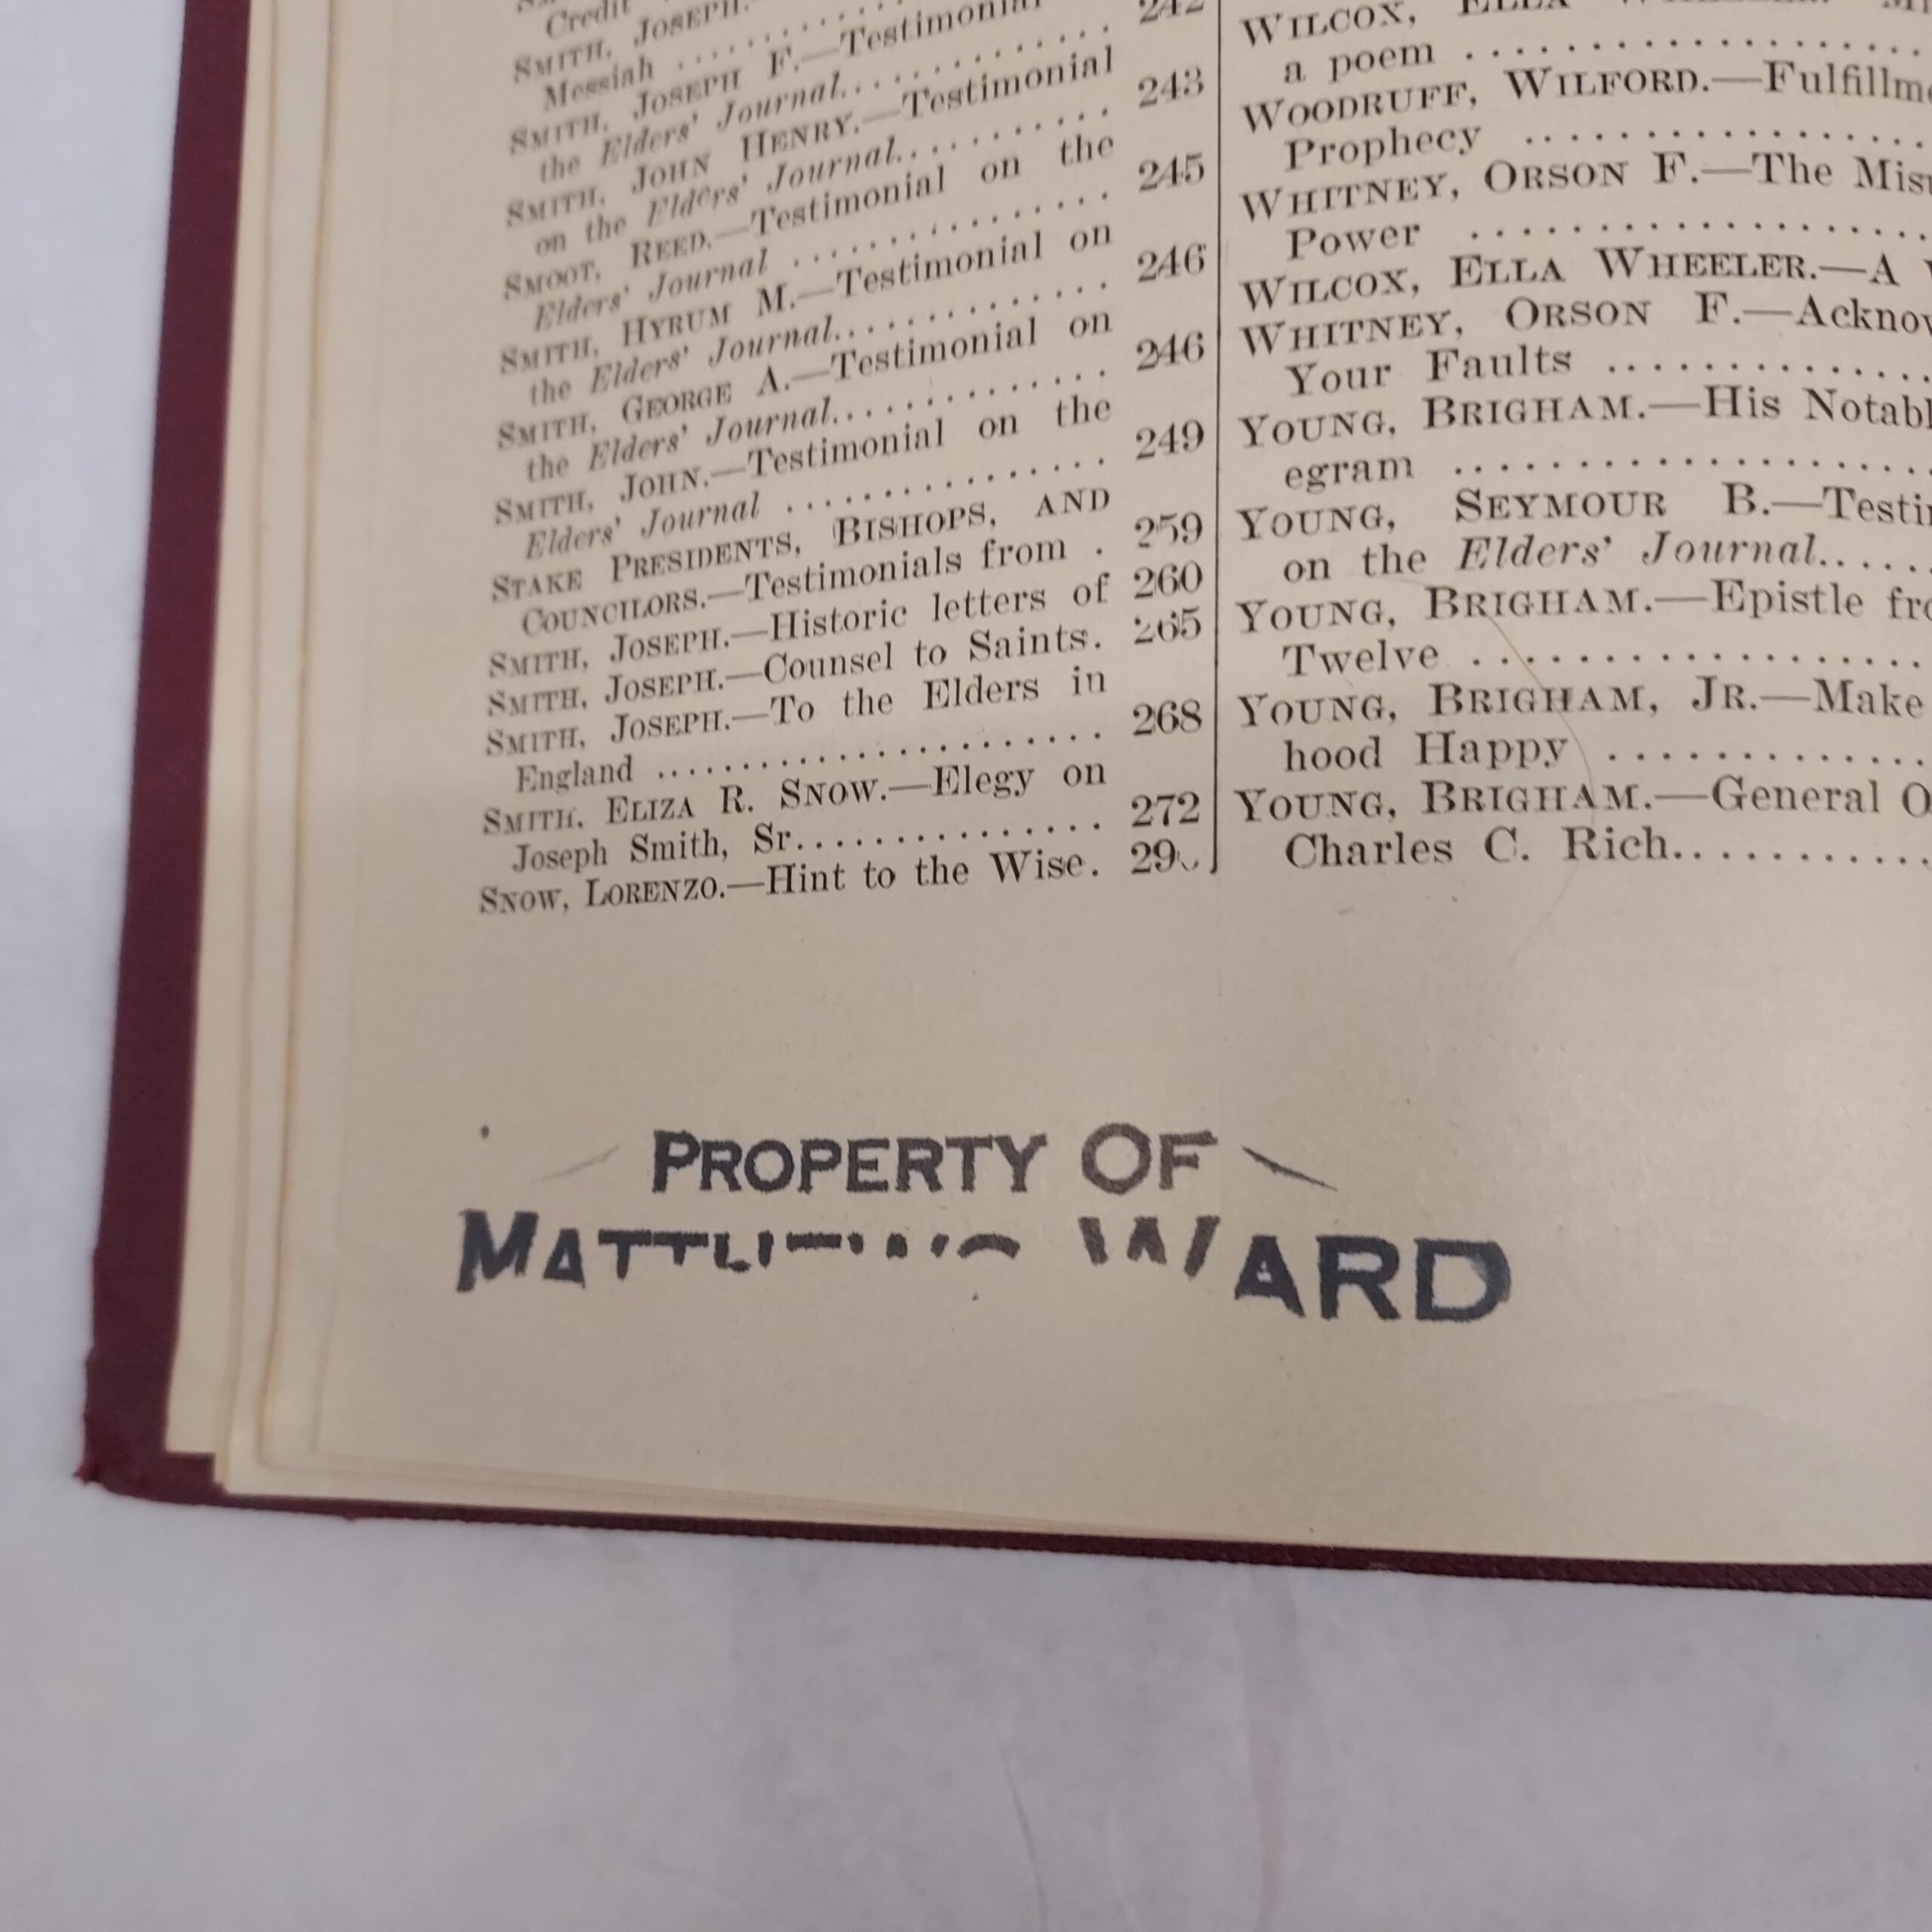 Credit
SMITH, JOSEPH.
Messiah ..........
SMITH, JOSEPH F.—Testimonial
the Elders' Journal............ 242
SMITH, JOHN HENRY.—Testimonial
on the Elders' Journal.......... 243
SMOOT, REED.—Testimonial on the
Elders' Journal .............. 245
SMITH, HYRUM M.—Testimonial on
the Elders' Journal............. 246
SMITH, GEORGE A.—Testimonial on
the Elders' Journal............. 246
SMITH, JOHN.—Testimonial on the
Elders' Journal .............. 249
STAKE PRESIDENTS, BISHOPS, AND
COUNCILORS.—Testimonials from . 259
SMITH, JOSEPH.—Historic letters of 260
SMITH, JOSEPH.—Counsel to Saints. 265
SMITH, JOSEPH.—To the Elders in
England ..................... 268
SMITH, ELIZA R. SNOW.—Elegy on
Joseph Smith, Sr............... 272
SNOW, LORENZO.—Hint to the Wise. 29
WILCOX, ELLA
a poem ...................
WOODRUFF, WILFORD.—Fulfillm
Prophecy .................
WHITNEY, ORSON F.—The Mis
Power ...................
WILCOX, ELLA WHEELER.—A
WHITNEY, ORSON F.—Acknow
Your Faults ..............
YOUNG, BRIGHAM.—His Notabl
egram ....................
YOUNG, SEYMOUR B.—Testi
on the Elders' Journal......
YOUNG, BRIGHAM.—Epistle fro
Twelve ...................
YOUNG, BRIGHAM, JR.—Make
hood Happy .............
YOUNG, BRIGHAM.—General O
Charles C. Rich...........
PROPERTY OF
WARD